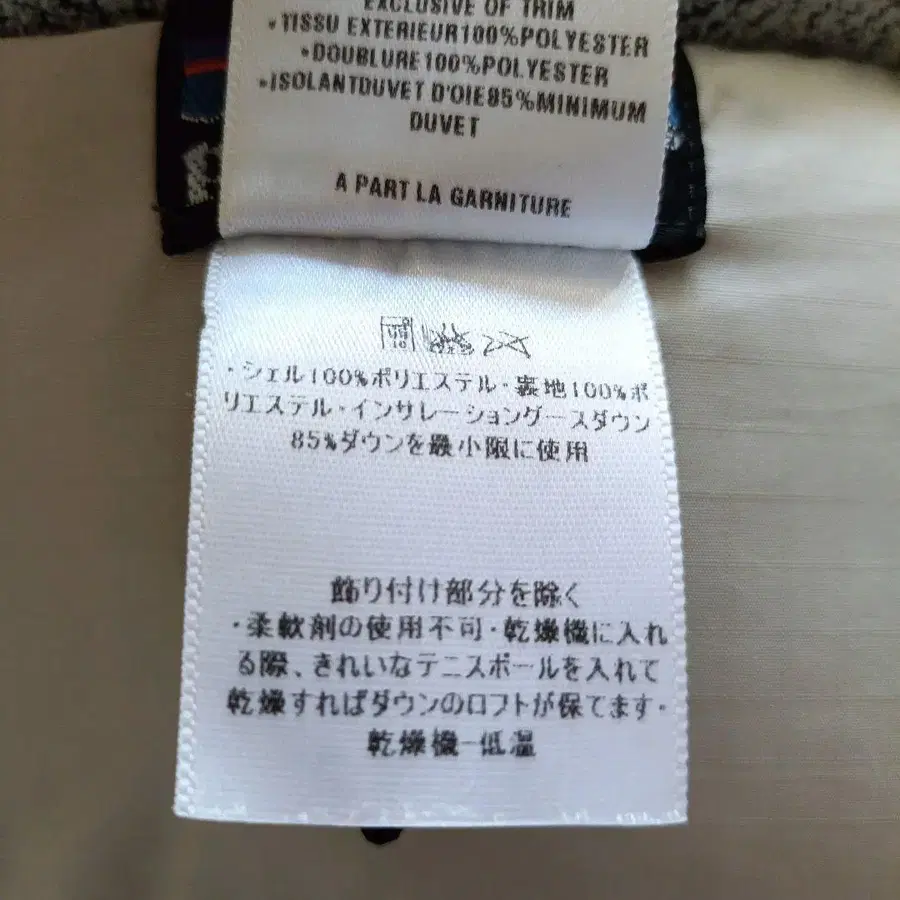 EXCLUSIVE OF TRIM
•TISSU EXTERIEUR100%POLYESTER
•DOUBLURE100%POLYESTER
•ISOLANTDUVET D'OIE85%MINIMUM
DUVET
A PART LA GARNITURE
・シェル100%ポリエステル・裏地100%ポ
リエステル・インサレーショングースダウン
85%ダウンを最小限に使用
飾り付け部分を除く
・柔軟剤の使用不可・乾燥機に入れ
る際、きれいなテニスボールを入れて
乾燥すればダウンのロフトが保てます・
乾燥機-低温